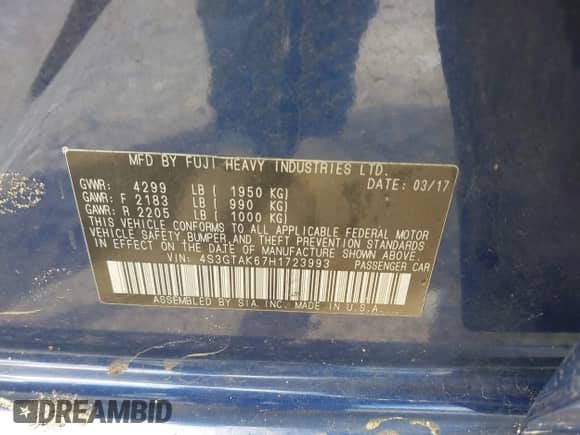 MFD BY FUJI HEAVY INDUSTRIES LTD.
GVWR: 4299 LB ( 1950 KG) DATE: 03/17
GAWR: F 2183 LB ( 990 KG)
GAWR: R 2205 LB ( 1000 KG)
THIS VEHICLE CONFORMS TO ALL APPLICABLE FEDERAL MOTOR
VEHICLE SAFETY BUMPER, AND THEFT PREVENTION STANDARDS
IN EFFECT ON THE DATE OF MANUFACTURE SHOWN ABOVE.
VIN: 4S3GTAK67H1723993 PASSENGER CAR
ASSEMBLED BY SIA INC. MADE IN U.S.A.
DREAMBID